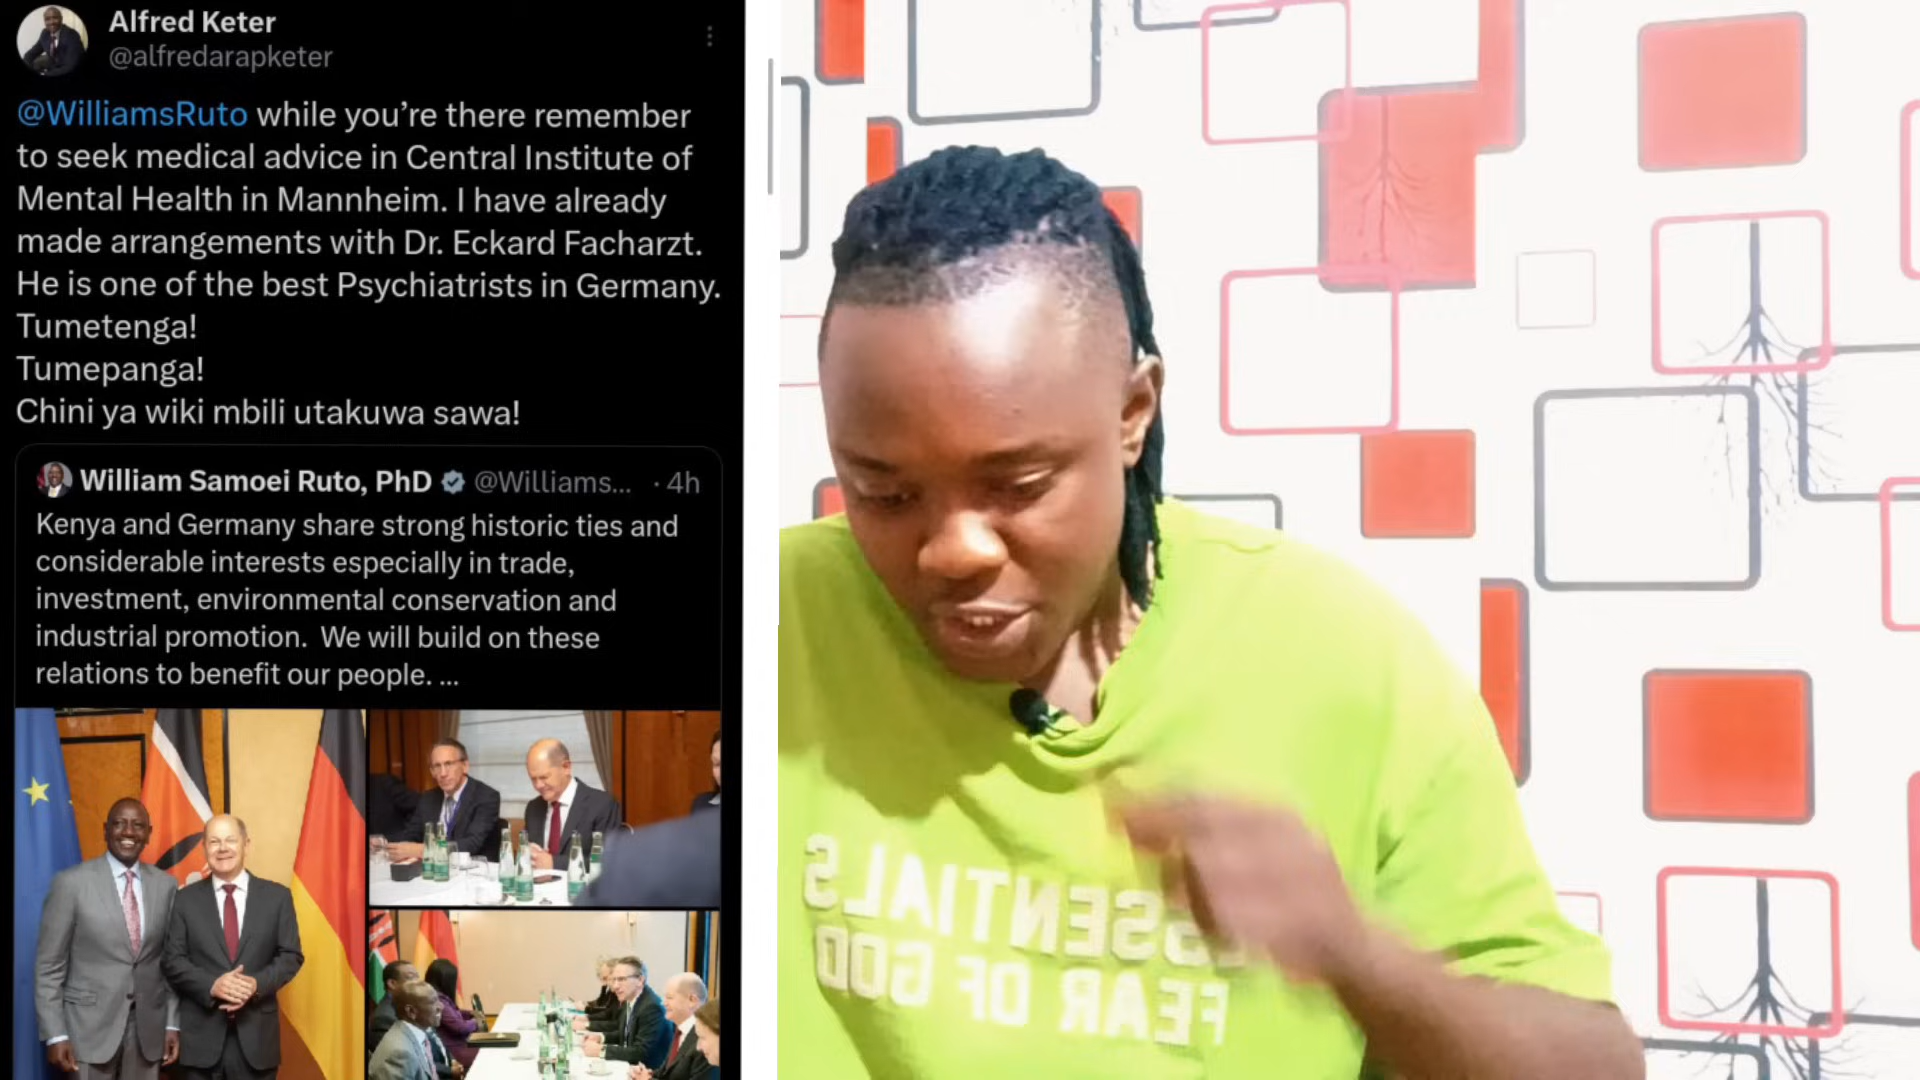 Alfred Keter
@alfredarapketer
@WilliamsRuto while you’re there remember
to seek medical advice in Central Institute of
Mental Health in Mannheim. I have already
made arrangements with Dr. Eckard Facharzt.
He is one of the best Psychiatrists in Germany.
Tumetenga!
Tumepanga!
Chini ya wiki mbili utakuwa sawa!
William Samoei Ruto, PhD @Williams... · 4h
Kenya and Germany share strong historic ties and
considerable interests especially in trade,
investment, environmental conservation and
industrial promotion. We will build on these
relations to benefit our people. ...
ESSENTIALS
FEAR OF GOD